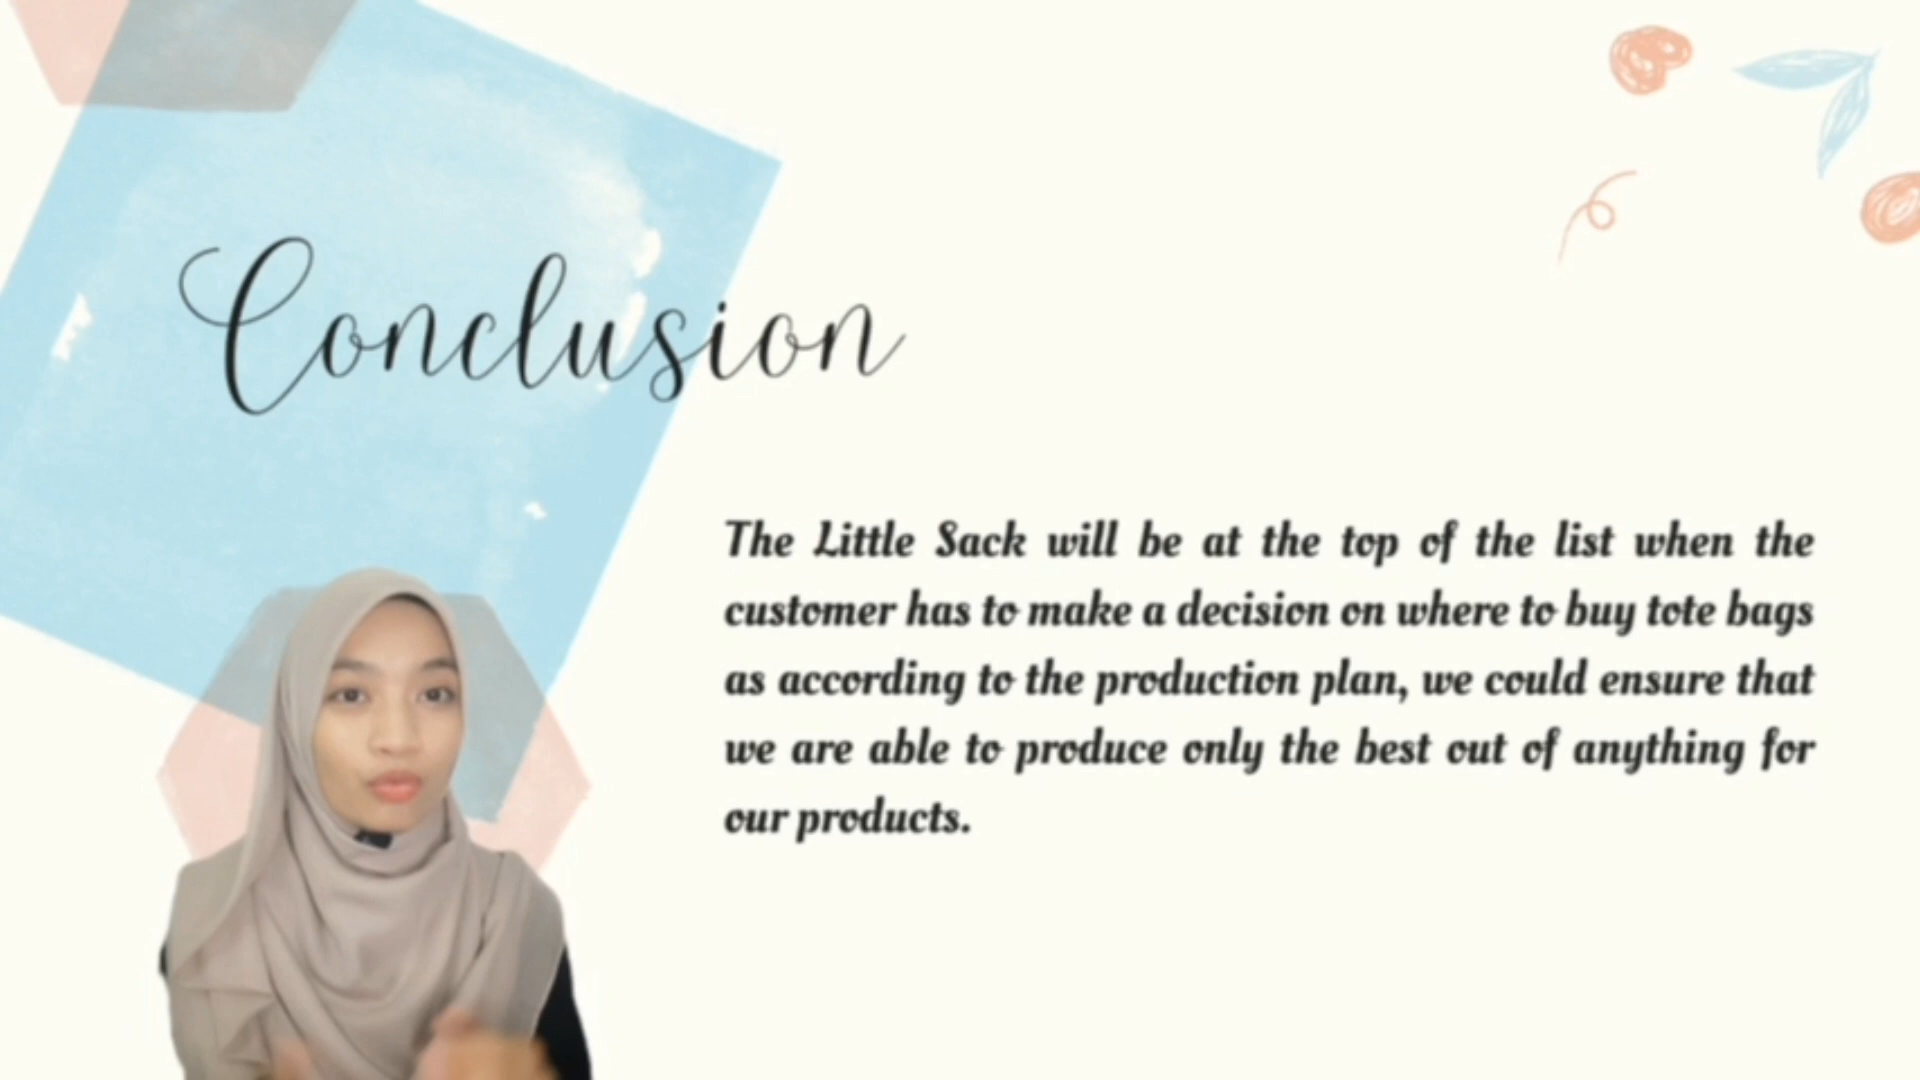 Conclusion
The Little Sack will be at the top of the list when the
customer has to make a decision on where to buy tote bags
as according to the production plan, we could ensure that
we are able to produce only the best out of anything for
our products.